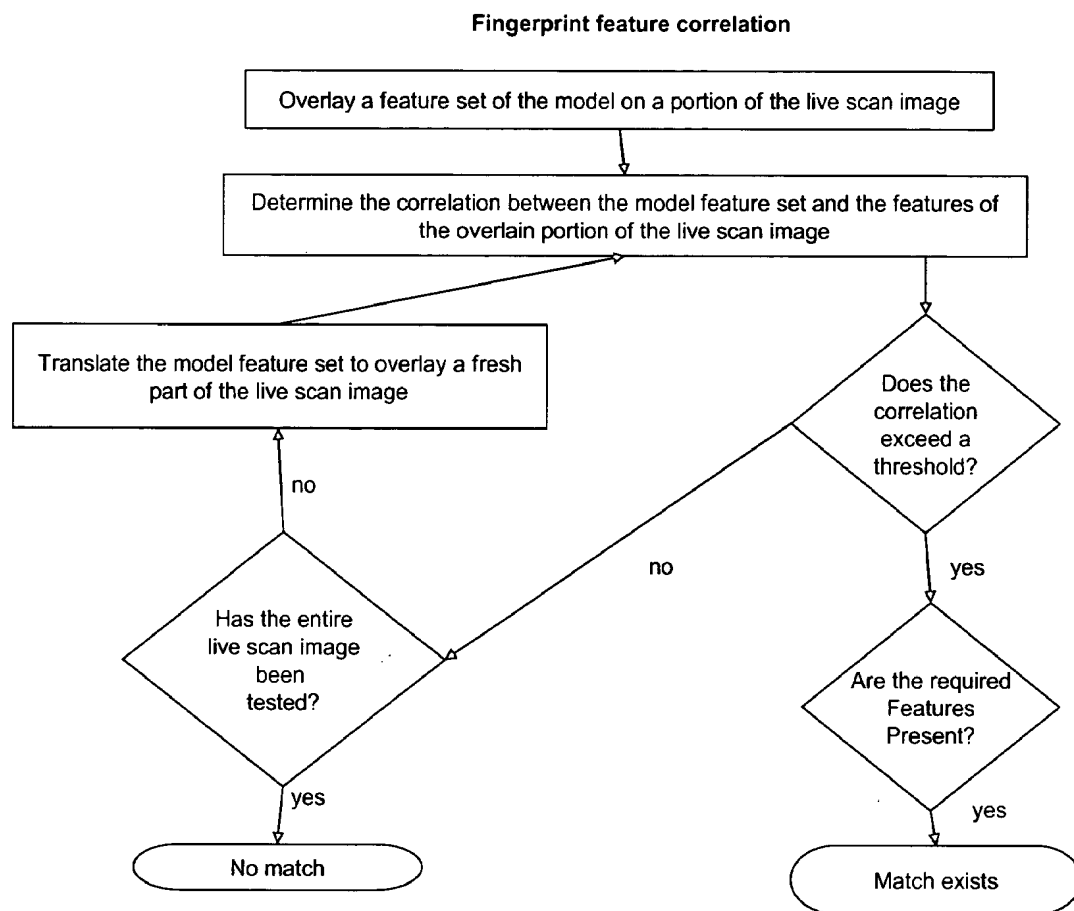 Fingerprint feature correlation
Overlay a feature set of the model on a portion of the live scan image
Determine the correlation between the model feature set and the features of
the overlain portion of the live scan image
Translate the model feature set to overlay a fresh
part of the live scan image
Does the
correlation
exceed a
threshold?
no
no
yes
Has the entire
live scan image
been
tested?
Are the required
Features
Present?
yes
yes
No match
Match exists